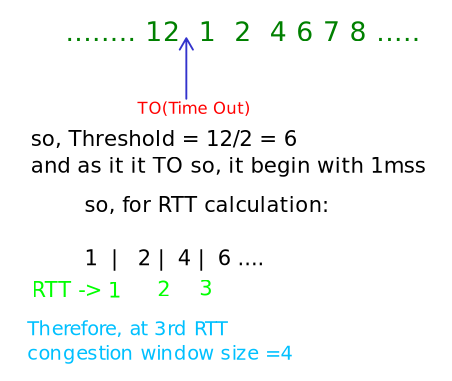 ........ 12 1 2 4 6 7 8 .....
TO(Time Out)
so, Threshold = 12/2 = 6
and as it it TO so, it begin with 1mss
so, for RTT calculation:
1 | 2 | 4 | 6 ....
RTT -> 1 2 3
Therefore, at 3rd RTT
congestion window size =4